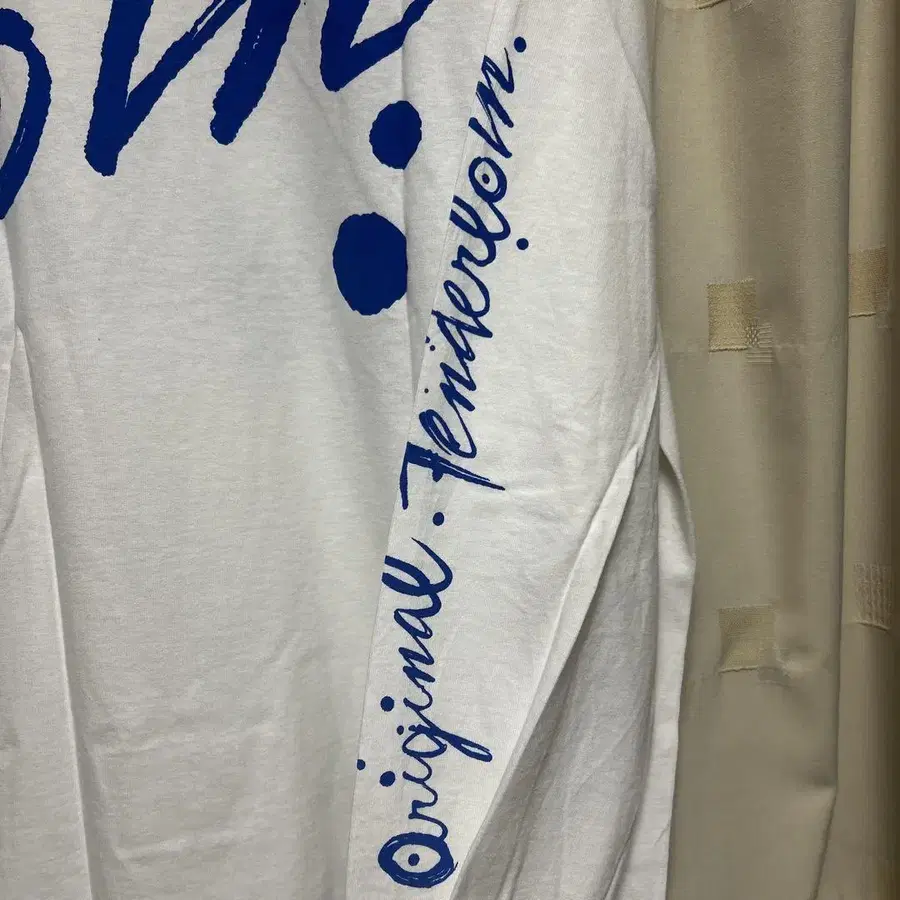 Original . Tenderloin.